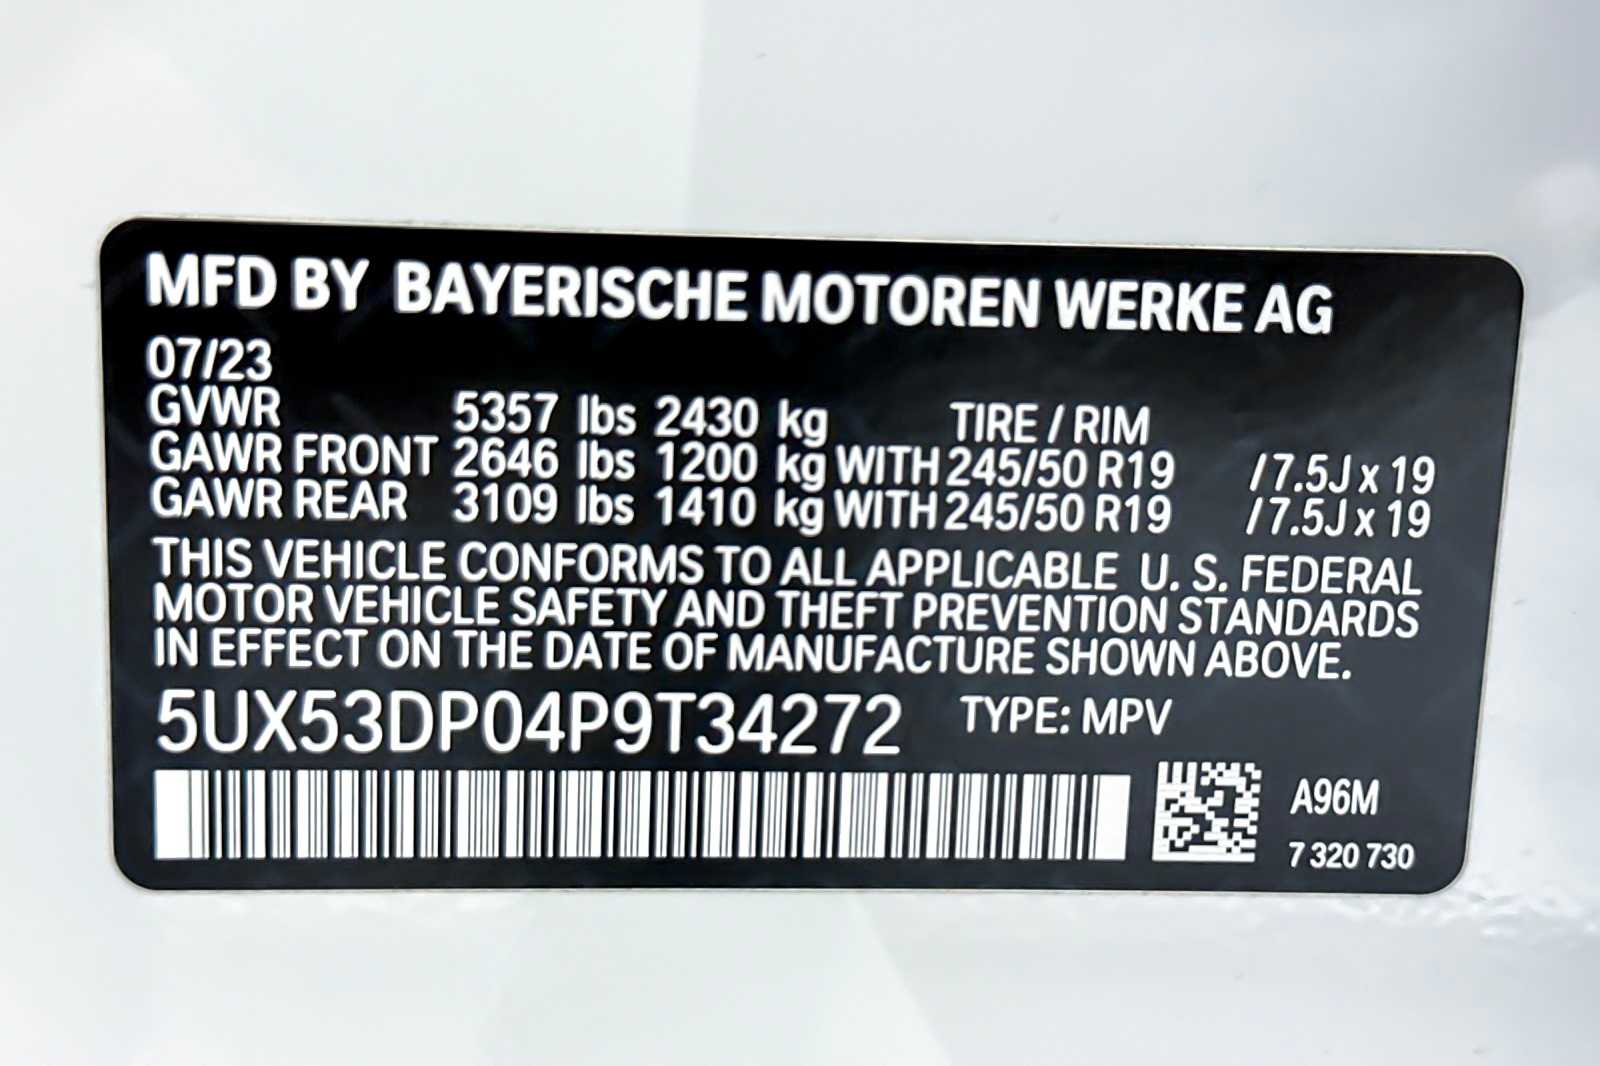 MFD BY BAYERISCHE MOTOREN WERKE AG
07/23
GVWR 5357 lbs 2430 kg TIRE / RIM
GAWR FRONT 2646 lbs 1200 kg WITH 245/50 R19 /7.5J x 19
GAWR REAR 3109 lbs 1410 kg WITH 245/50 R19 /7.5J x 19
THIS VEHICLE CONFORMS TO ALL APPLICABLE U. S. FEDERAL
MOTOR VEHICLE SAFETY AND THEFT PREVENTION STANDARDS
IN EFFECT ON THE DATE OF MANUFACTURE SHOWN ABOVE.
5UX53DP04P9T34272 TYPE: MPV
A96M
7 320 730